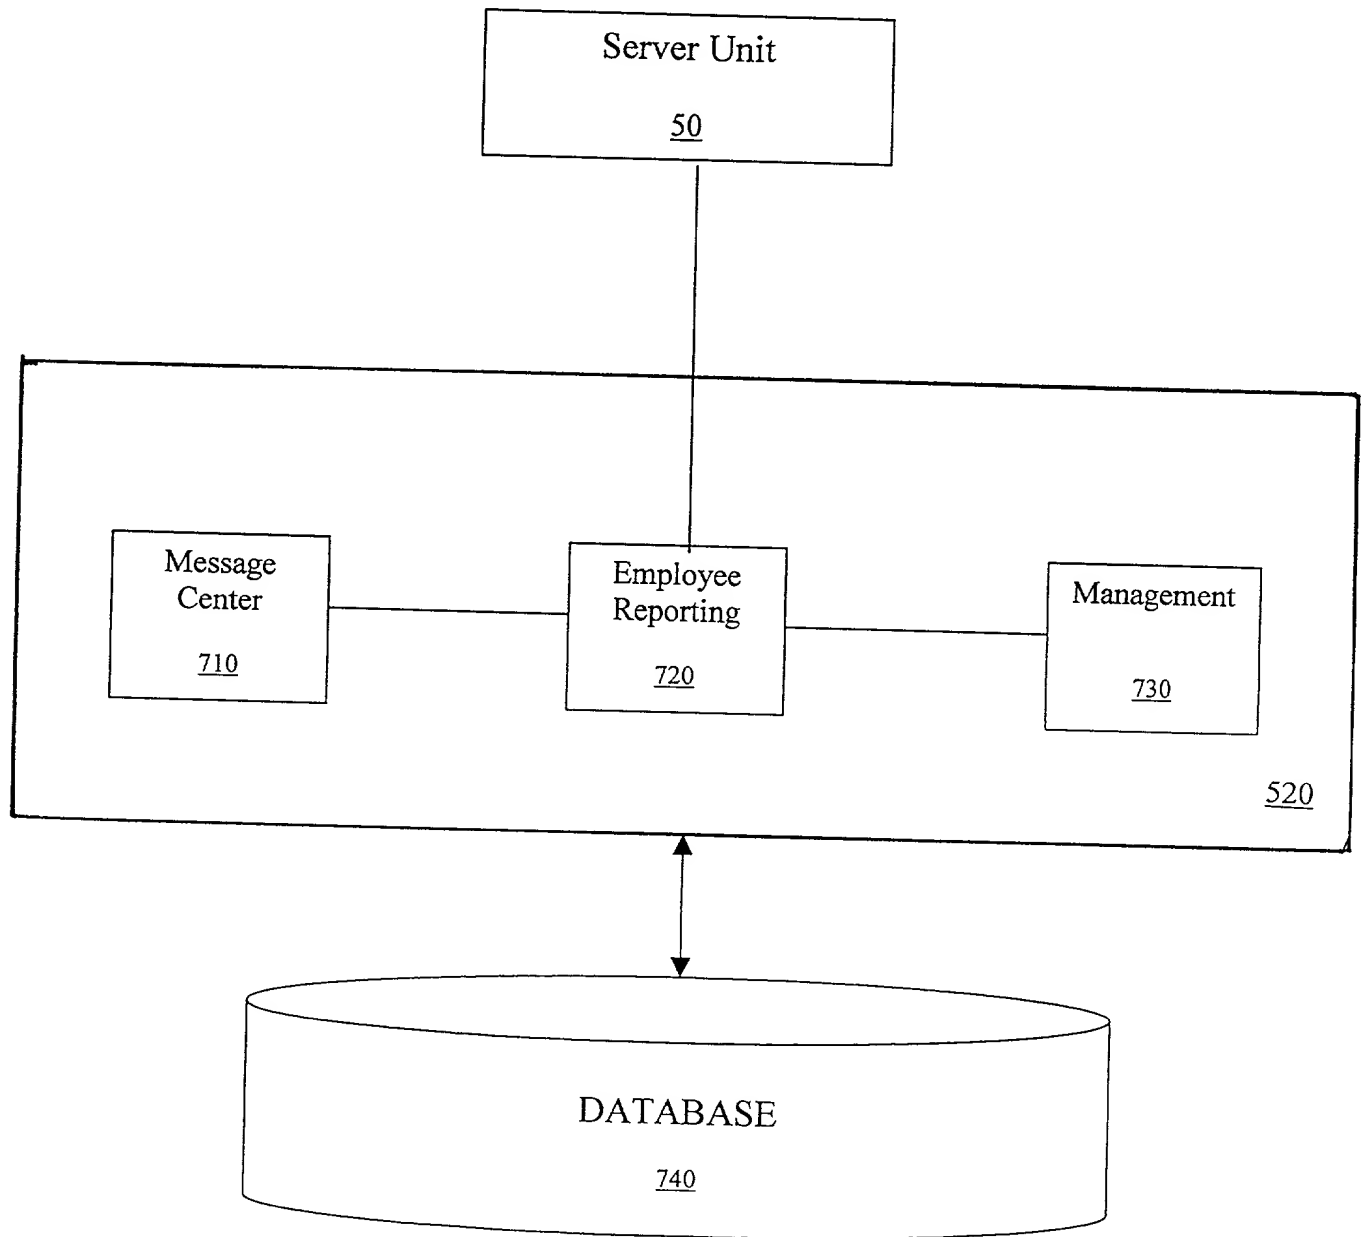 Server Unit
50
Message
Center
710
Employee
Reporting
720
Management
730
520
DATABASE
740